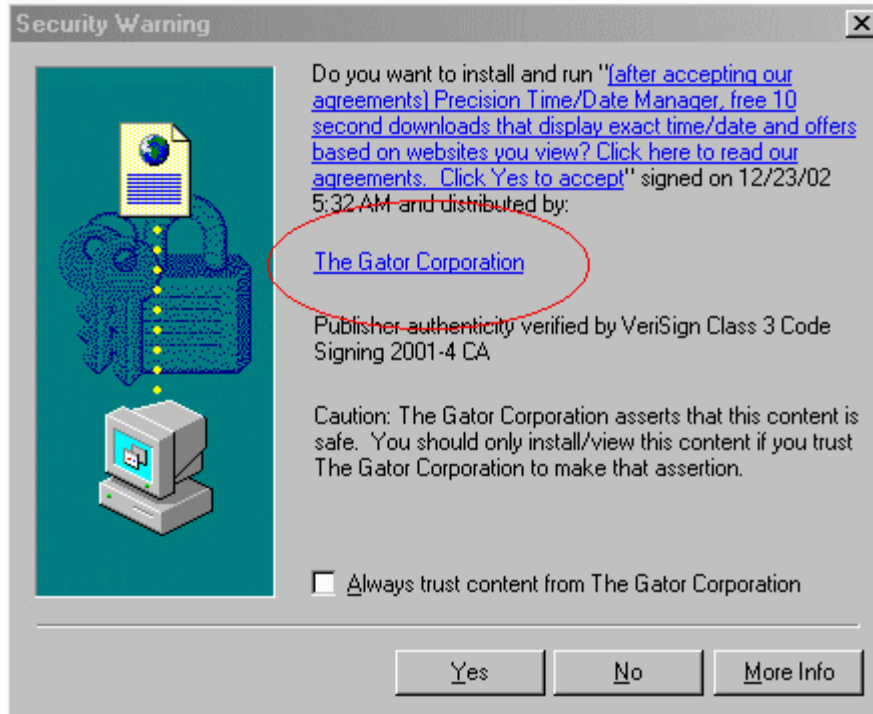 Security Warning
Do you want to install and run "(after accepting our
agreements) Precision Time/Date Manager, free 10
second downloads that display exact time/date and offers
based on websites you view? Click here to read our
agreements.  Click Yes to accept" signed on 12/23/02
5:32 AM and distributed by:
The Gator Corporation
Publisher authenticity verified by VeriSign Class 3 Code
Signing 2001-4 CA
Caution: The Gator Corporation asserts that this content is
safe.  You should only install/view this content if you trust
The Gator Corporation to make that assertion.
Always trust content from The Gator Corporation
Yes No More Info